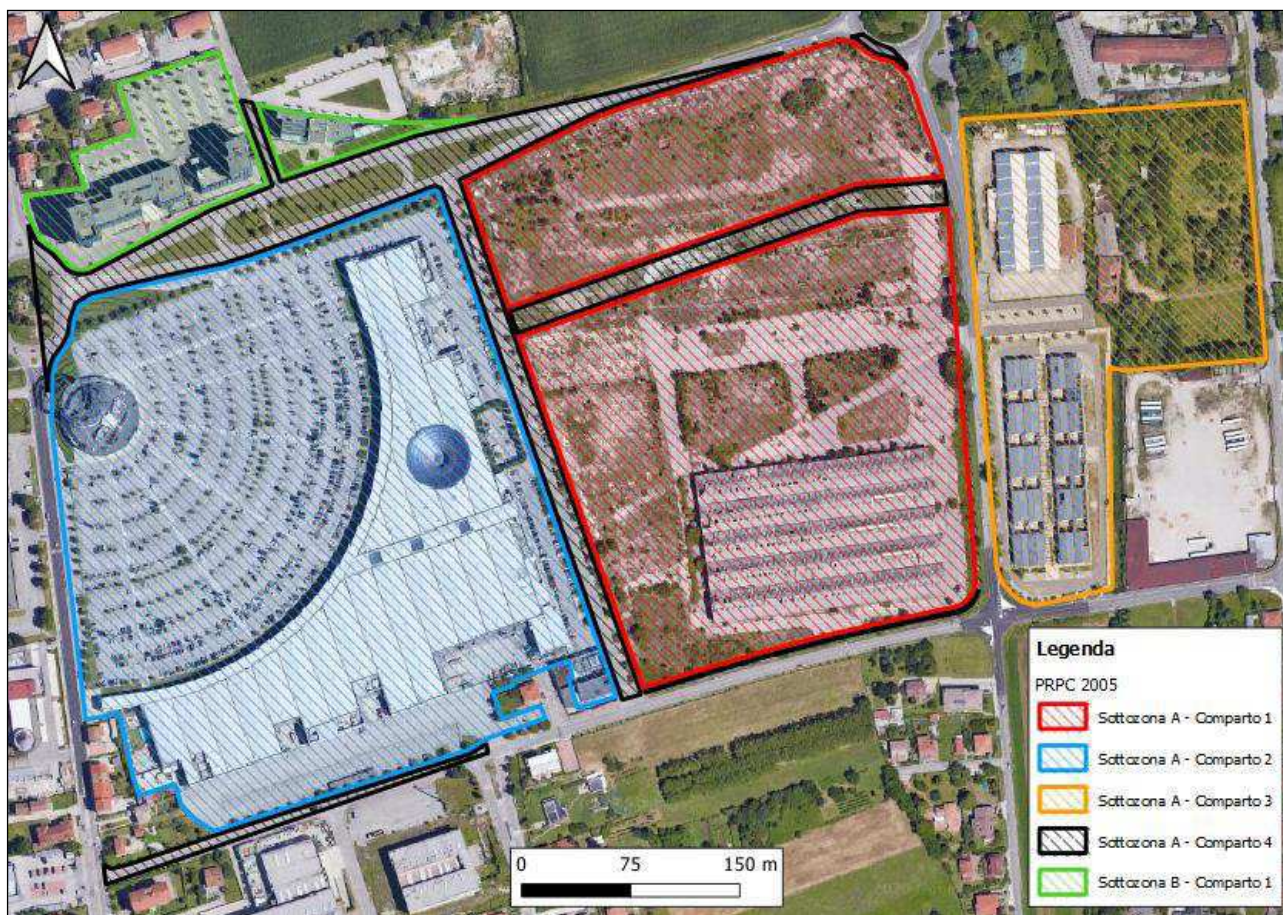 Legenda
PRPC 2005
Sottozona A - Comparto 1
Sottozona A - Comparto 2
Sottozona A - Comparto 3
Sottozona A - Comparto 4
Sottozona B - Comparto 1
0 75 150 m